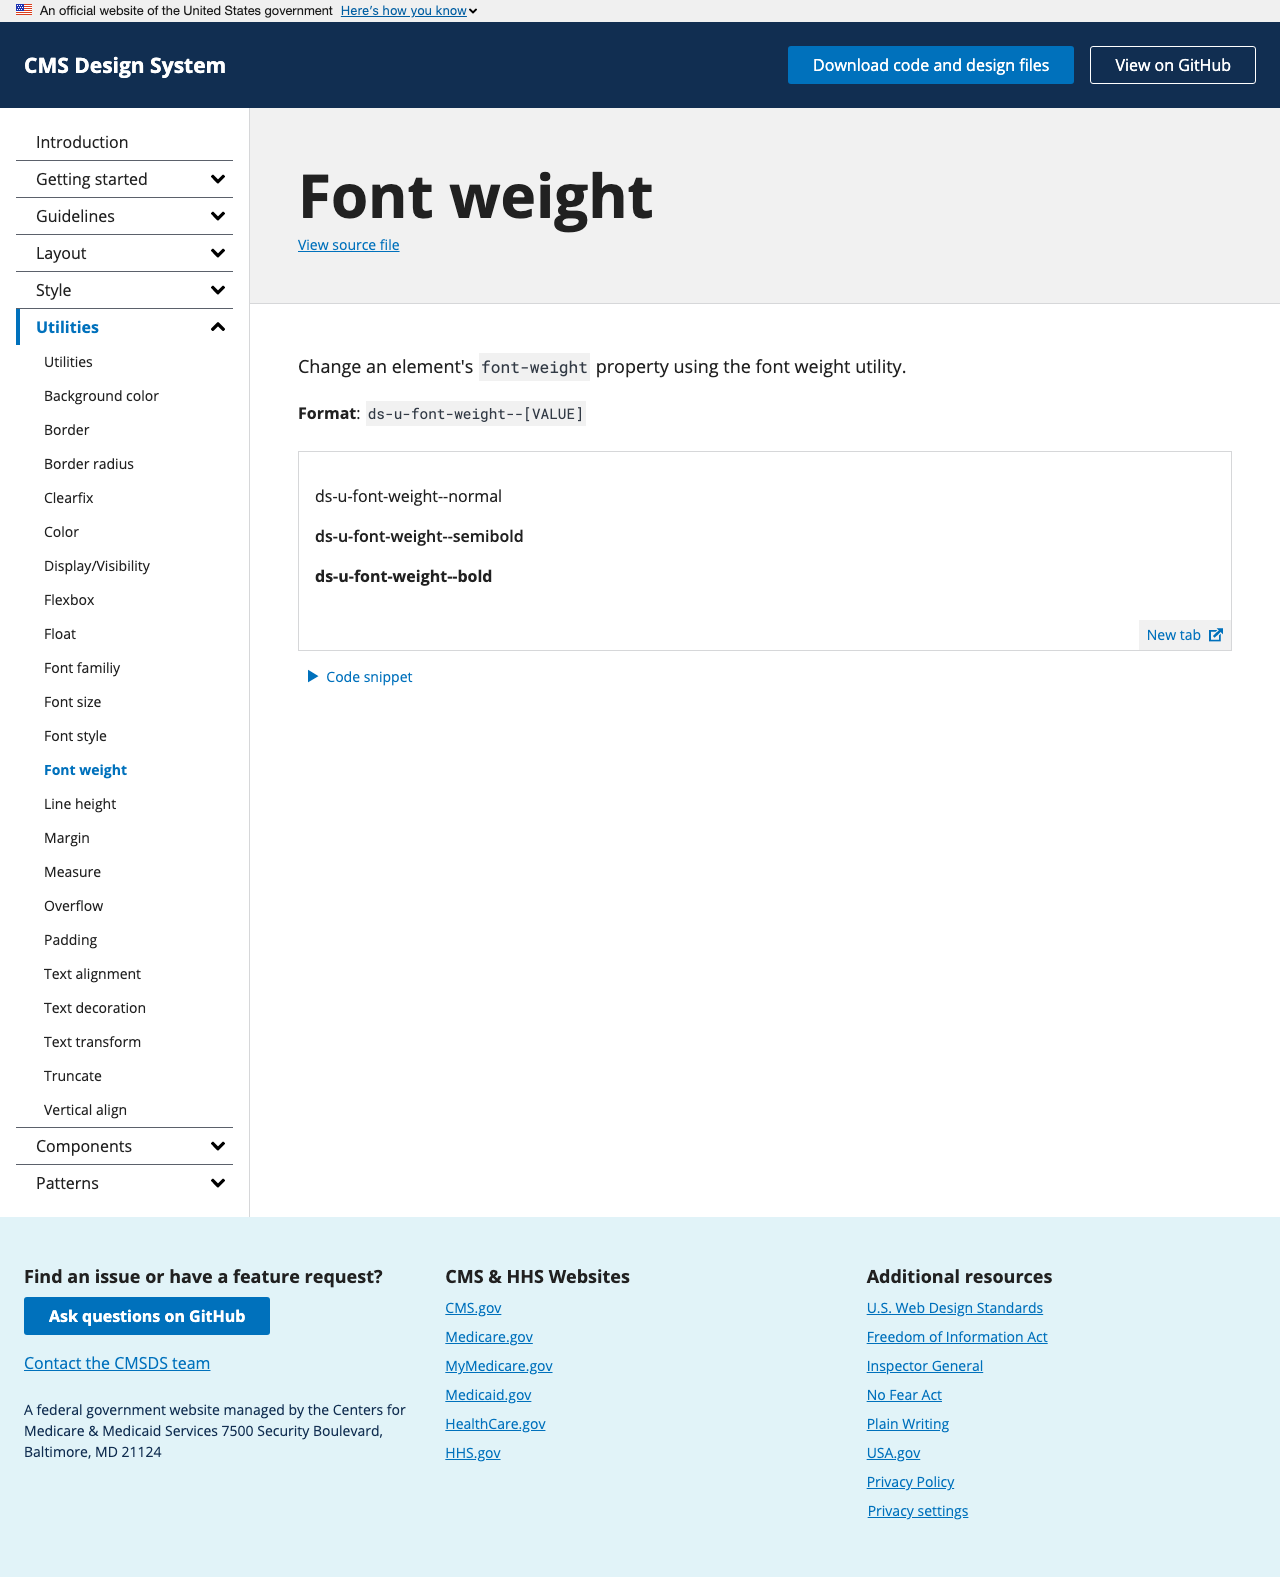 An official website of the United States government Here's how you know
CMS Design System
Download code and design files
View on GitHub
Introduction
Getting started
Guidelines
Layout
Style
Utilities
Utilities
Background color
Border
Border radius
Clearfix
Color
Display/Visibility
Flexbox
Float
Font familiy
Font size
Font style
Font weight
Line height
Margin
Measure
Overflow
Padding
Text alignment
Text decoration
Text transform
Truncate
Vertical align
Components
Patterns
Font weight
View source file
Change an element's font-weight property using the font weight utility.
Format: ds-u-font-weight--[VALUE]
ds-u-font-weight--normal
ds-u-font-weight--semibold
ds-u-font-weight--bold
New tab
Code snippet
Find an issue or have a feature request?
Ask questions on GitHub
Contact the CMSDS team
A federal government website managed by the Centers for
Medicare & Medicaid Services 7500 Security Boulevard,
Baltimore, MD 21124
CMS & HHS Websites
CMS.gov
Medicare.gov
MyMedicare.gov
Medicaid.gov
HealthCare.gov
HHS.gov
Additional resources
U.S. Web Design Standards
Freedom of Information Act
Inspector General
No Fear Act
Plain Writing
USA.gov
Privacy Policy
Privacy settings